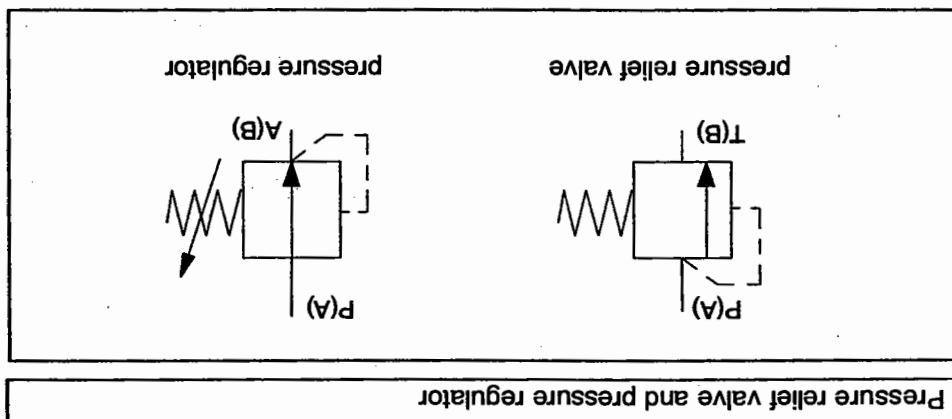 Pressure relief valve and pressure regulator
P(A)
P(A)
T(B)
A(B)
pressure relief valve
pressure regulator